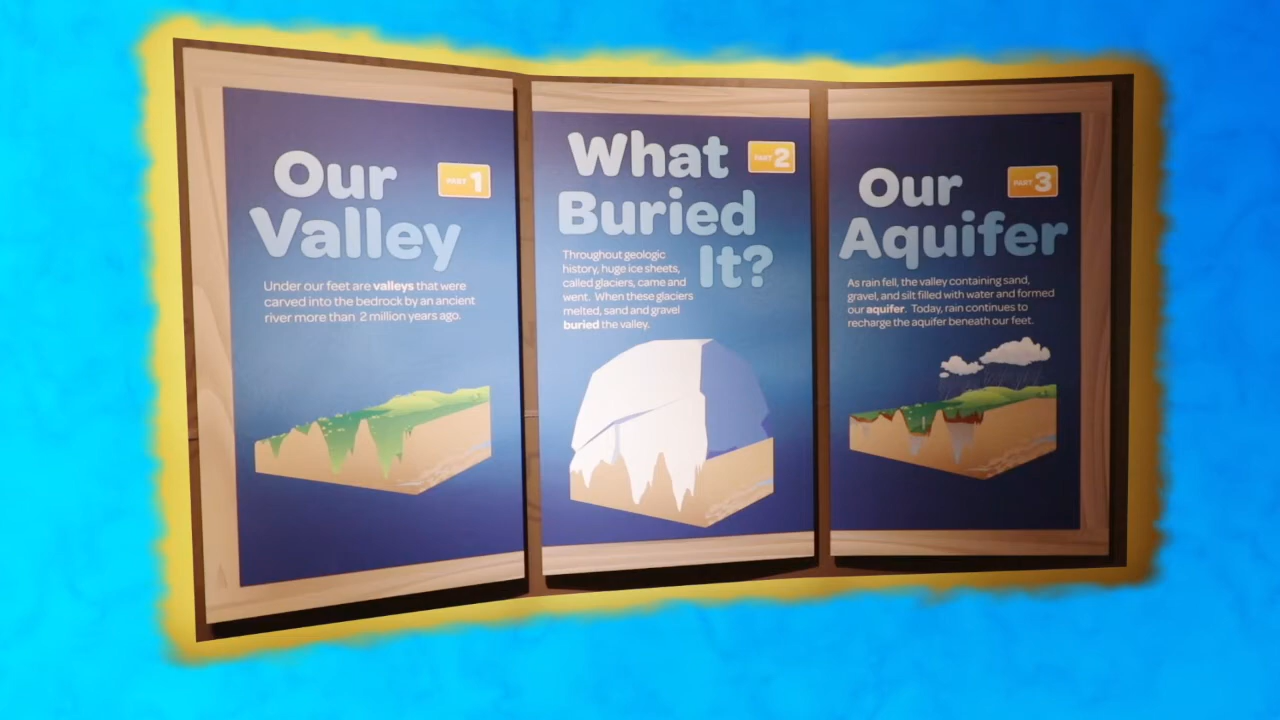 Our
PART 1
Valley
Under our feet are valleys that were
carved into the bedrock by an ancient
river more than 2 million years ago.
What
PART 2
Buried
It?
Throughout geologic
history, huge ice sheets,
called glaciers, came and
went. When these glaciers
melted, sand and gravel
buried the valley.
Our
PART 3
Aquifer
As rain fell, the valley containing sand,
gravel, and silt filled with water and formed
our aquifer. Today, rain continues to
recharge the aquifer beneath our feet.